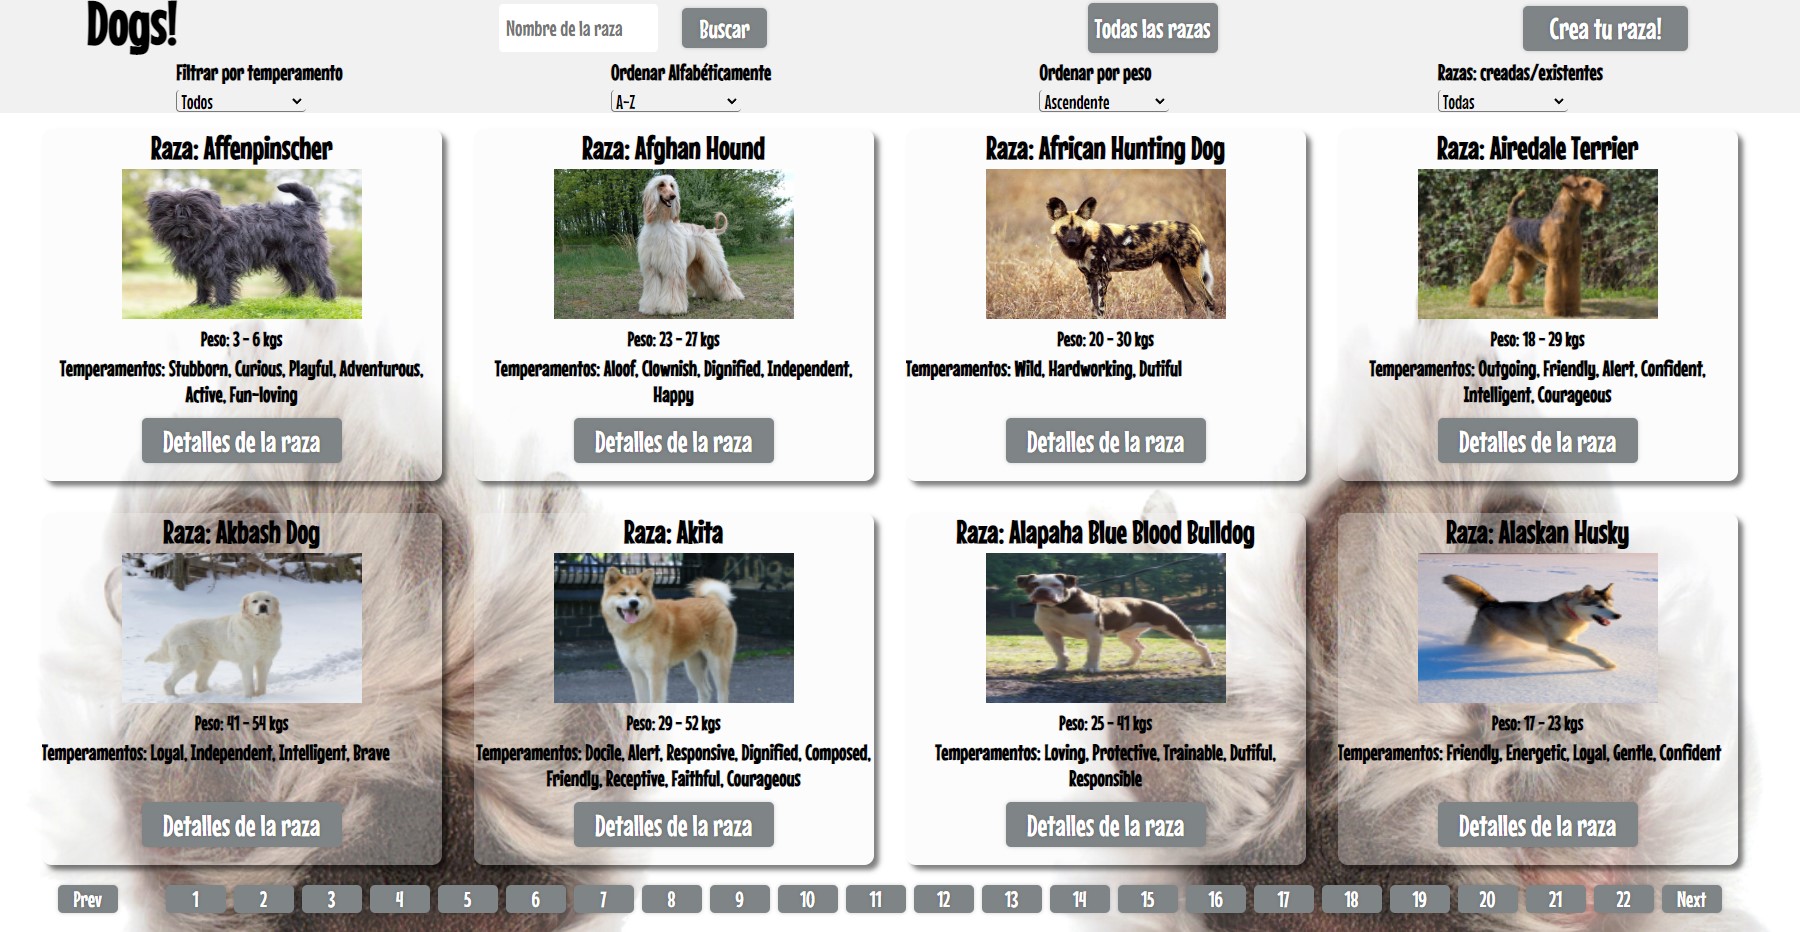 Dogs!
Nombre de la raza
Buscar
Todas las razas
Crea tu raza!
Filtrar por temperamento
Todos
Ordenar Alfabéticamente
A-Z
Ordenar por peso
Ascendente
Razas: creadas/existentes
Todas
Raza: Affenpinscher
Peso: 3 - 6 kgs
Temperamentos: Stubborn, Curious, Playful, Adventurous,
Active, Fun-loving
Detalles de la raza
Raza: Afghan Hound
Peso: 23 - 27 kgs
Temperamentos: Aloof, Clownish, Dignified, Independent,
Happy
Detalles de la raza
Raza: African Hunting Dog
Peso: 20 - 30 kgs
Temperamentos: Wild, Hardworking, Dutiful
Detalles de la raza
Raza: Airedale Terrier
Peso: 18 - 29 kgs
Temperamentos: Outgoing, Friendly, Alert, Confident,
Intelligent, Courageous
Detalles de la raza
Raza: Akbash Dog
Peso: 41 - 54 kgs
Temperamentos: Loyal, Independent, Intelligent, Brave
Detalles de la raza
Raza: Akita
Peso: 29 - 52 kgs
Temperamentos: Docile, Alert, Responsive, Dignified, Composed,
Friendly, Receptive, Faithful, Courageous
Detalles de la raza
Raza: Alapaha Blue Blood Bulldog
Peso: 25 - 41 kgs
Temperamentos: Loving, Protective, Trainable, Dutiful,
Responsible
Detalles de la raza
Raza: Alaskan Husky
Peso: 17 - 23 kgs
Temperamentos: Friendly, Energetic, Loyal, Gentle, Confident
Detalles de la raza
Prev 1 2 3 4 5 6 7 8 9 10 11 12 13 14 15 16 17 18 19 20 21 22 Next